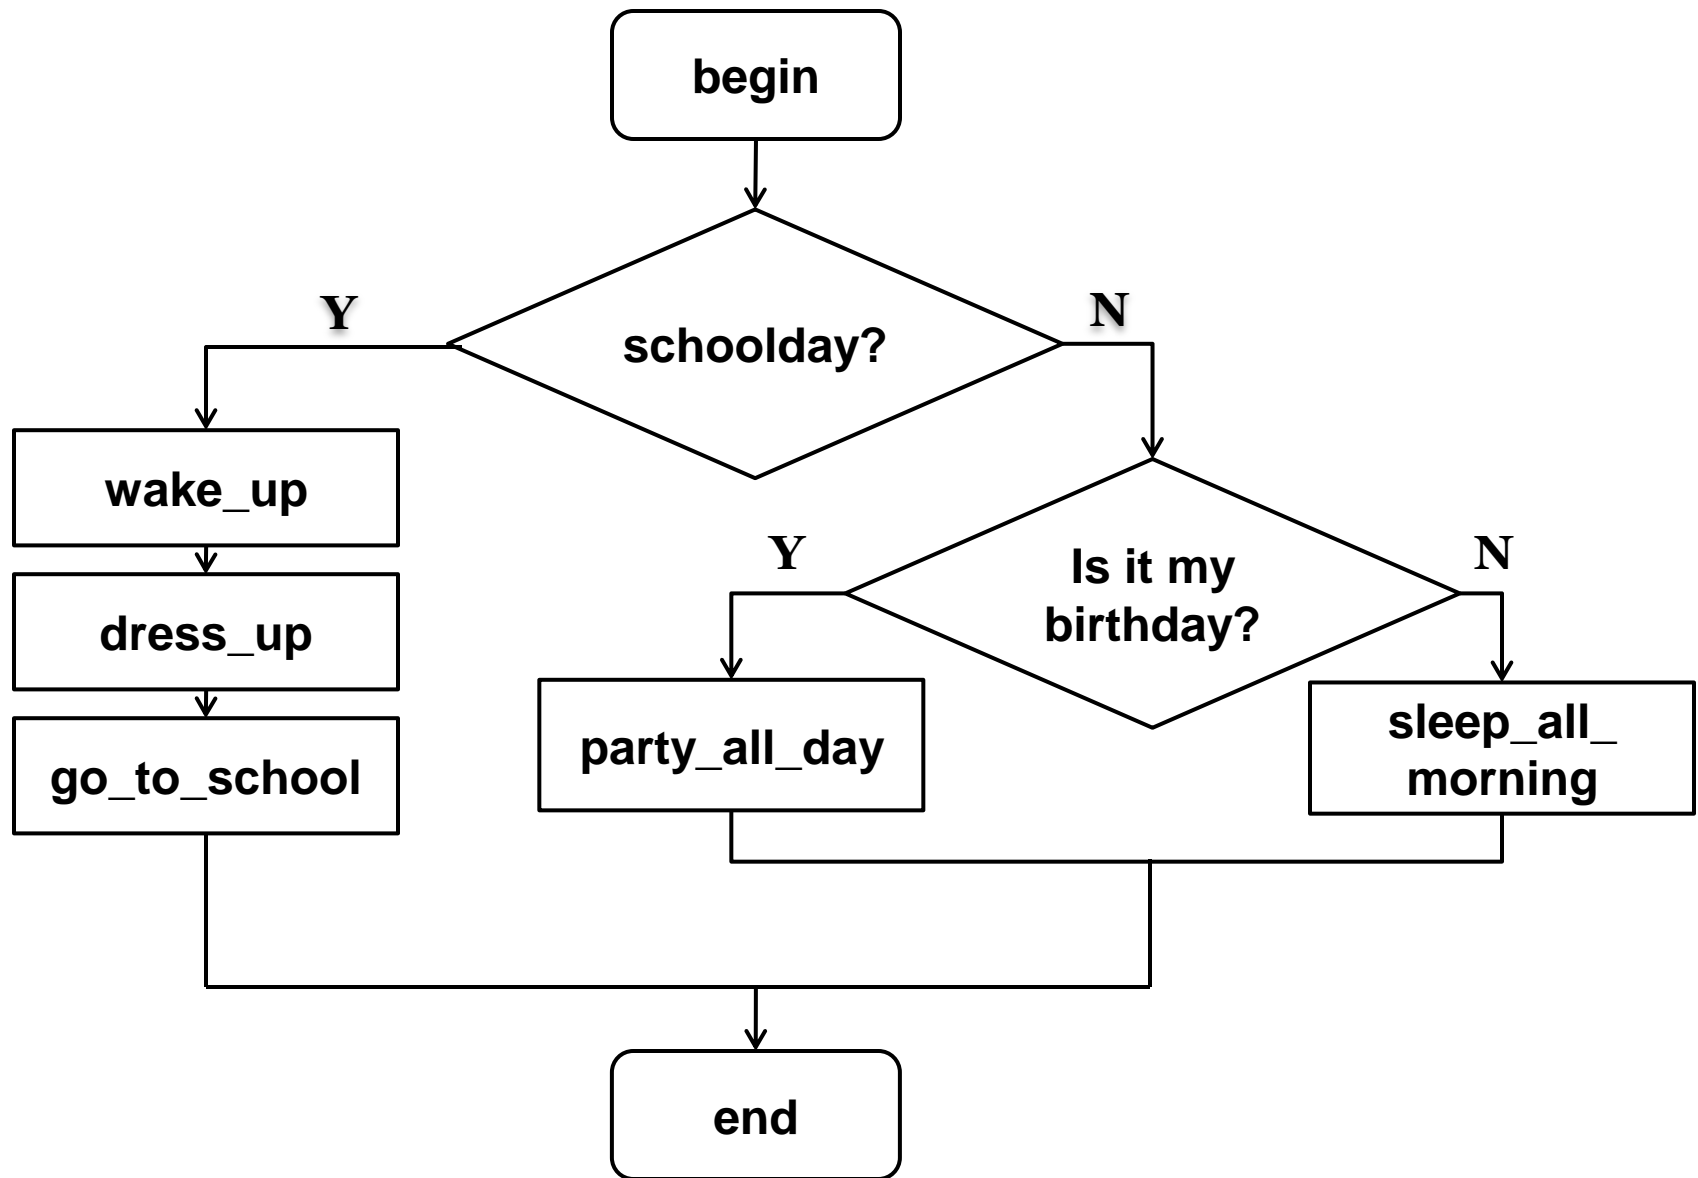 begin
Y
N
schoolday?
wake_up
Y
Is it my
birthday?
N
dress_up
party_all_day
sleep_all_
morning
go_to_school
end